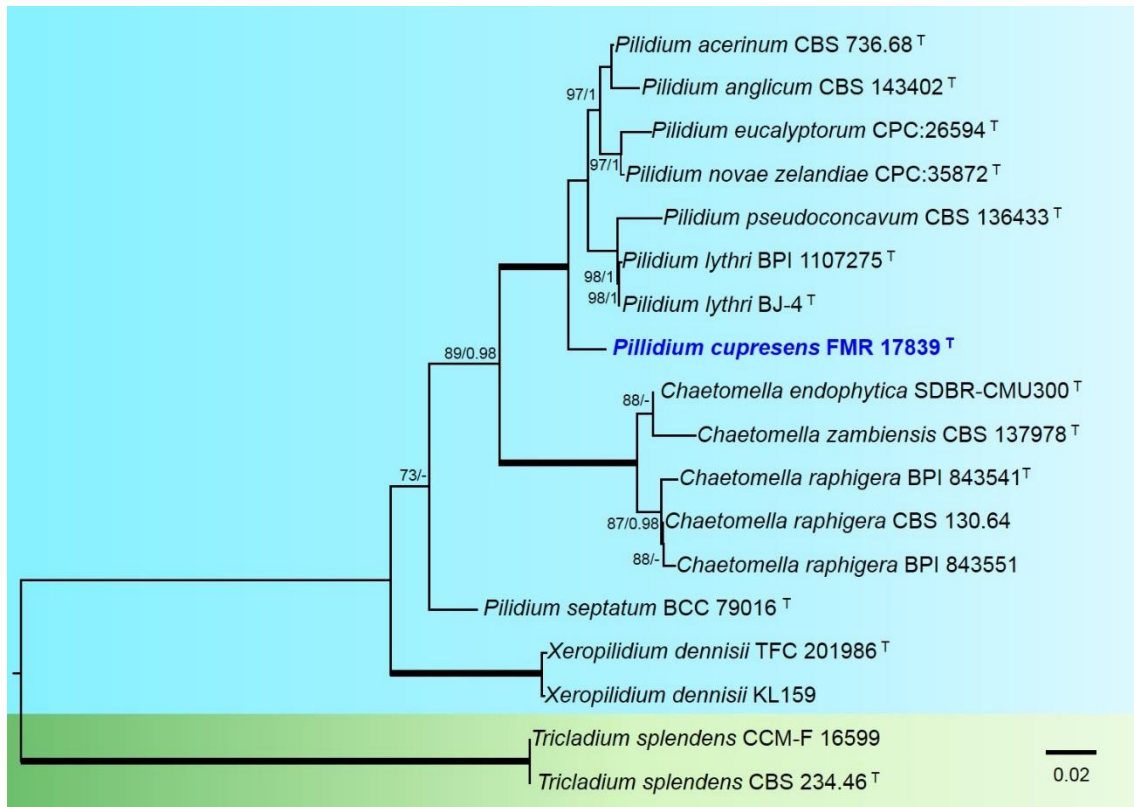 Pilidium acerinum CBS 736.68 T
97/1
Pilidium anglicum CBS 143402 T
Pilidium eucalyptorum CPC:26594 T
97/1
Pilidium novae zelandiae CPC:35872 T
Pilidium pseudoconcavum CBS 136433 T
Pilidium lythri BPI 1107275 T
98/1
98/1
Pilidium lythri BJ-4 T
Pillidium cupresens FMR 17839 T
89/0.98
Chaetomella endophytica SDBR-CMU300 T
88/-
Chaetomella zambiensis CBS 137978 T
73/-
Chaetomella raphigera BPI 843541 T
87/0.98
Chaetomella raphigera CBS 130.64
88/-
Chaetomella raphigera BPI 843551
Pilidium septatum BCC 79016 T
Xeropilidium dennisii TFC 201986 T
Xeropilidium dennisii KL159
Tricladium splendens CCM-F 16599
Tricladium splendens CBS 234.46 T
0.02